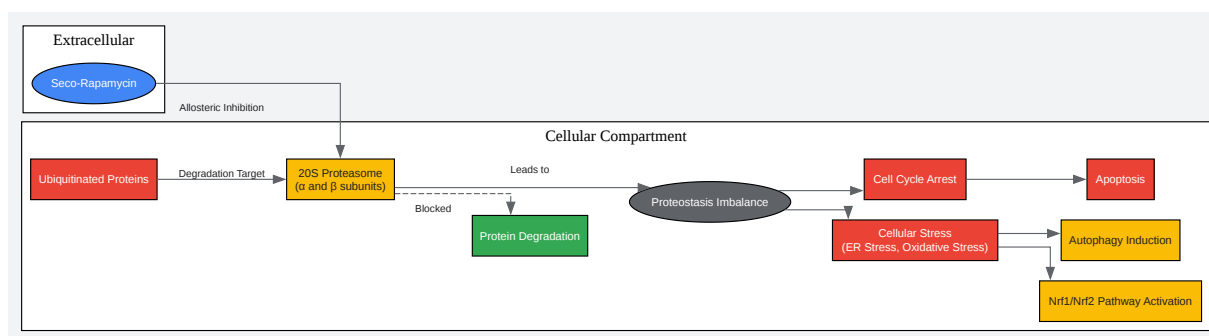 Extracellular
Seco-Rapamycin
Allosteric Inhibition
Cellular Compartment
Ubiquitinated Proteins
Degradation Target
20S Proteasome
(α and β subunits)
Leads to
Blocked
Protein Degradation
Proteostasis Imbalance
Cell Cycle Arrest
Apoptosis
Cellular Stress
(ER Stress, Oxidative Stress)
Autophagy Induction
Nrf1/Nrf2 Pathway Activation